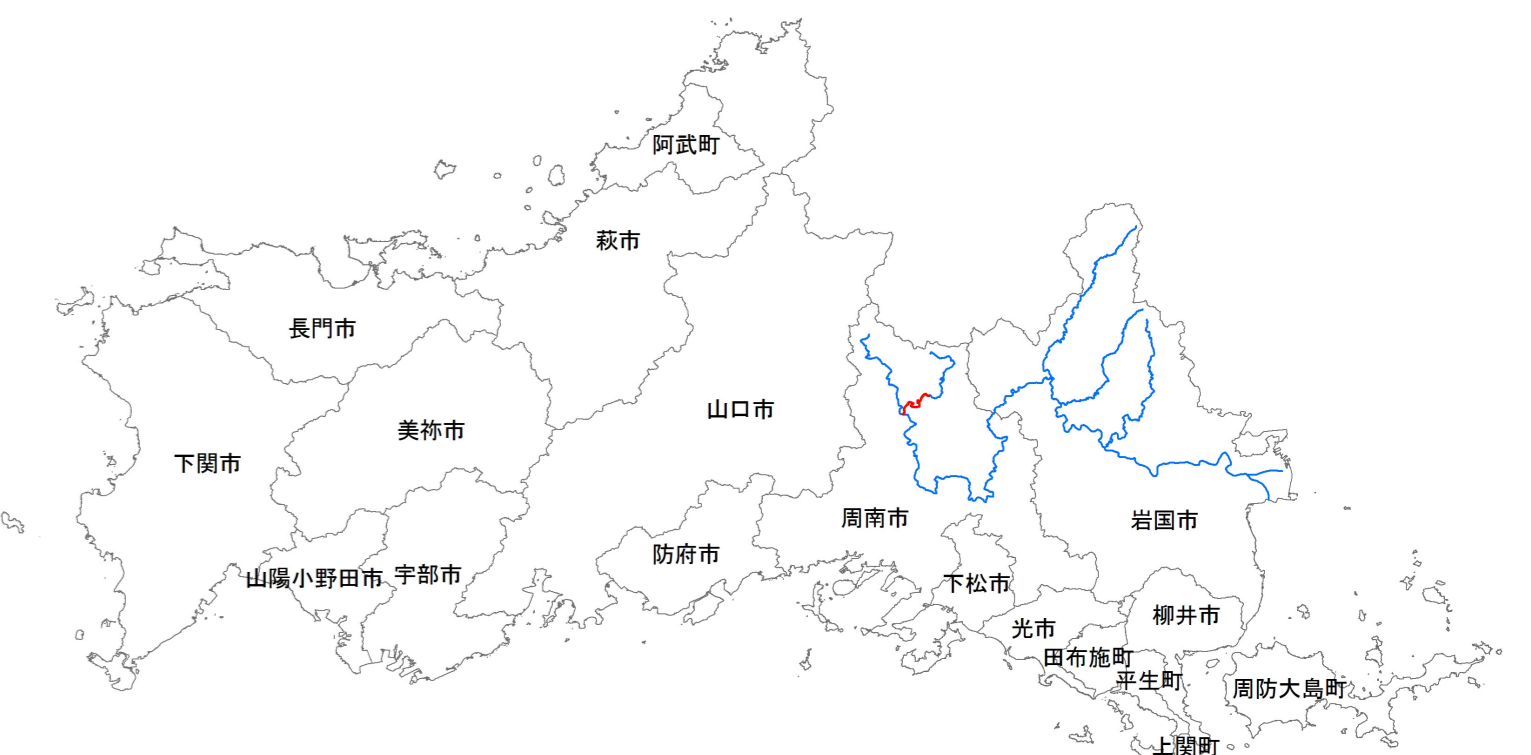 阿武町
萩市
長門市
山口市
美祢市
下関市
周南市
岩国市
防府市
山陽小野田市
宇部市
下松市
柳井市
光市
田布施町
平生町
周防大島町
上関町